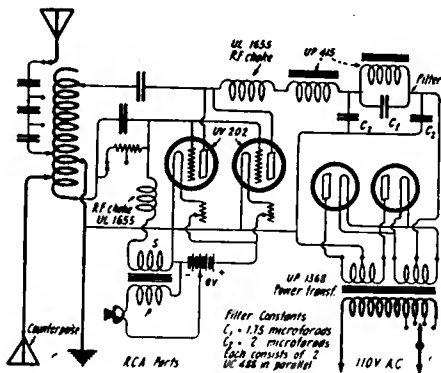 UL 1655
RF choke
UP 415
Filter
C₁
C₂
C₂
UV 202
RF choke
UL 1655
S
P
- 8V +
UP 1368
Power transf.
Counterpoise
RCA Parts
Filter Constants
C₁ = 1.75 microfarads
C₂ = 2 microfarads
Each consists of 2
UC 488 in parallel
110V A.C